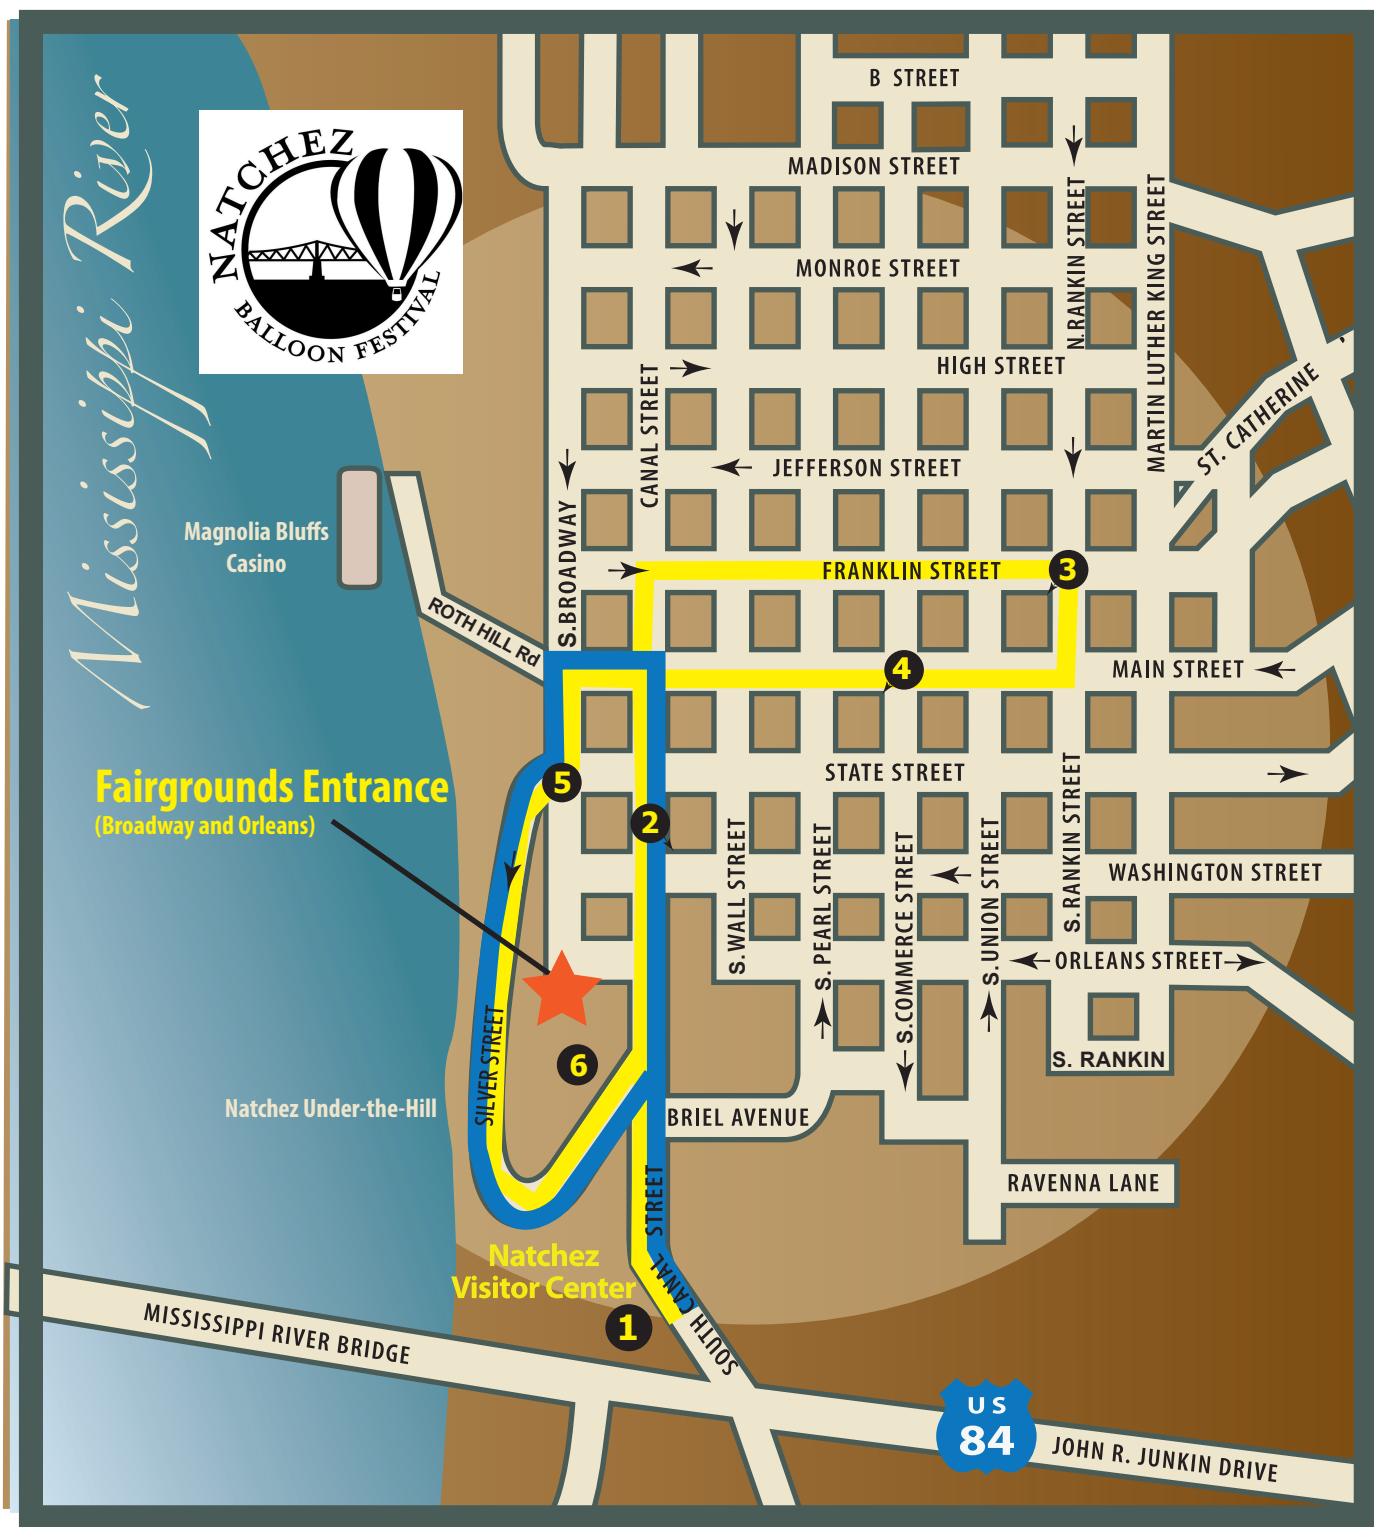 Mississippi River
NATCHEZ
BALLOON FESTIVAL
B STREET
MADISON STREET
N.RANKIN STREET
MARTIN LUTHER KING STREET
MONROE STREET
HIGH STREET
CANAL STREET
ST. CATHERINE
JEFFERSON STREET
Magnolia Bluffs
Casino
S.BROADWAY
FRANKLIN STREET
3
ROTH HILL Rd
4
MAIN STREET
Fairgrounds Entrance
(Broadway and Orleans)
5
STATE STREET
2
S.WALL STREET
S. PEARL STREET
S.COMMERCE STREET
S.UNION STREET
S.RANKIN STREET
WASHINGTON STREET
ORLEANS STREET
SILVER STREET
6
S. RANKIN
Natchez Under-the-Hill
BRIEL AVENUE
RAVENNA LANE
SOUTH CANAL STREET
Natchez
Visitor Center
1
MISSISSIPPI RIVER BRIDGE
US
84
JOHN R. JUNKIN DRIVE